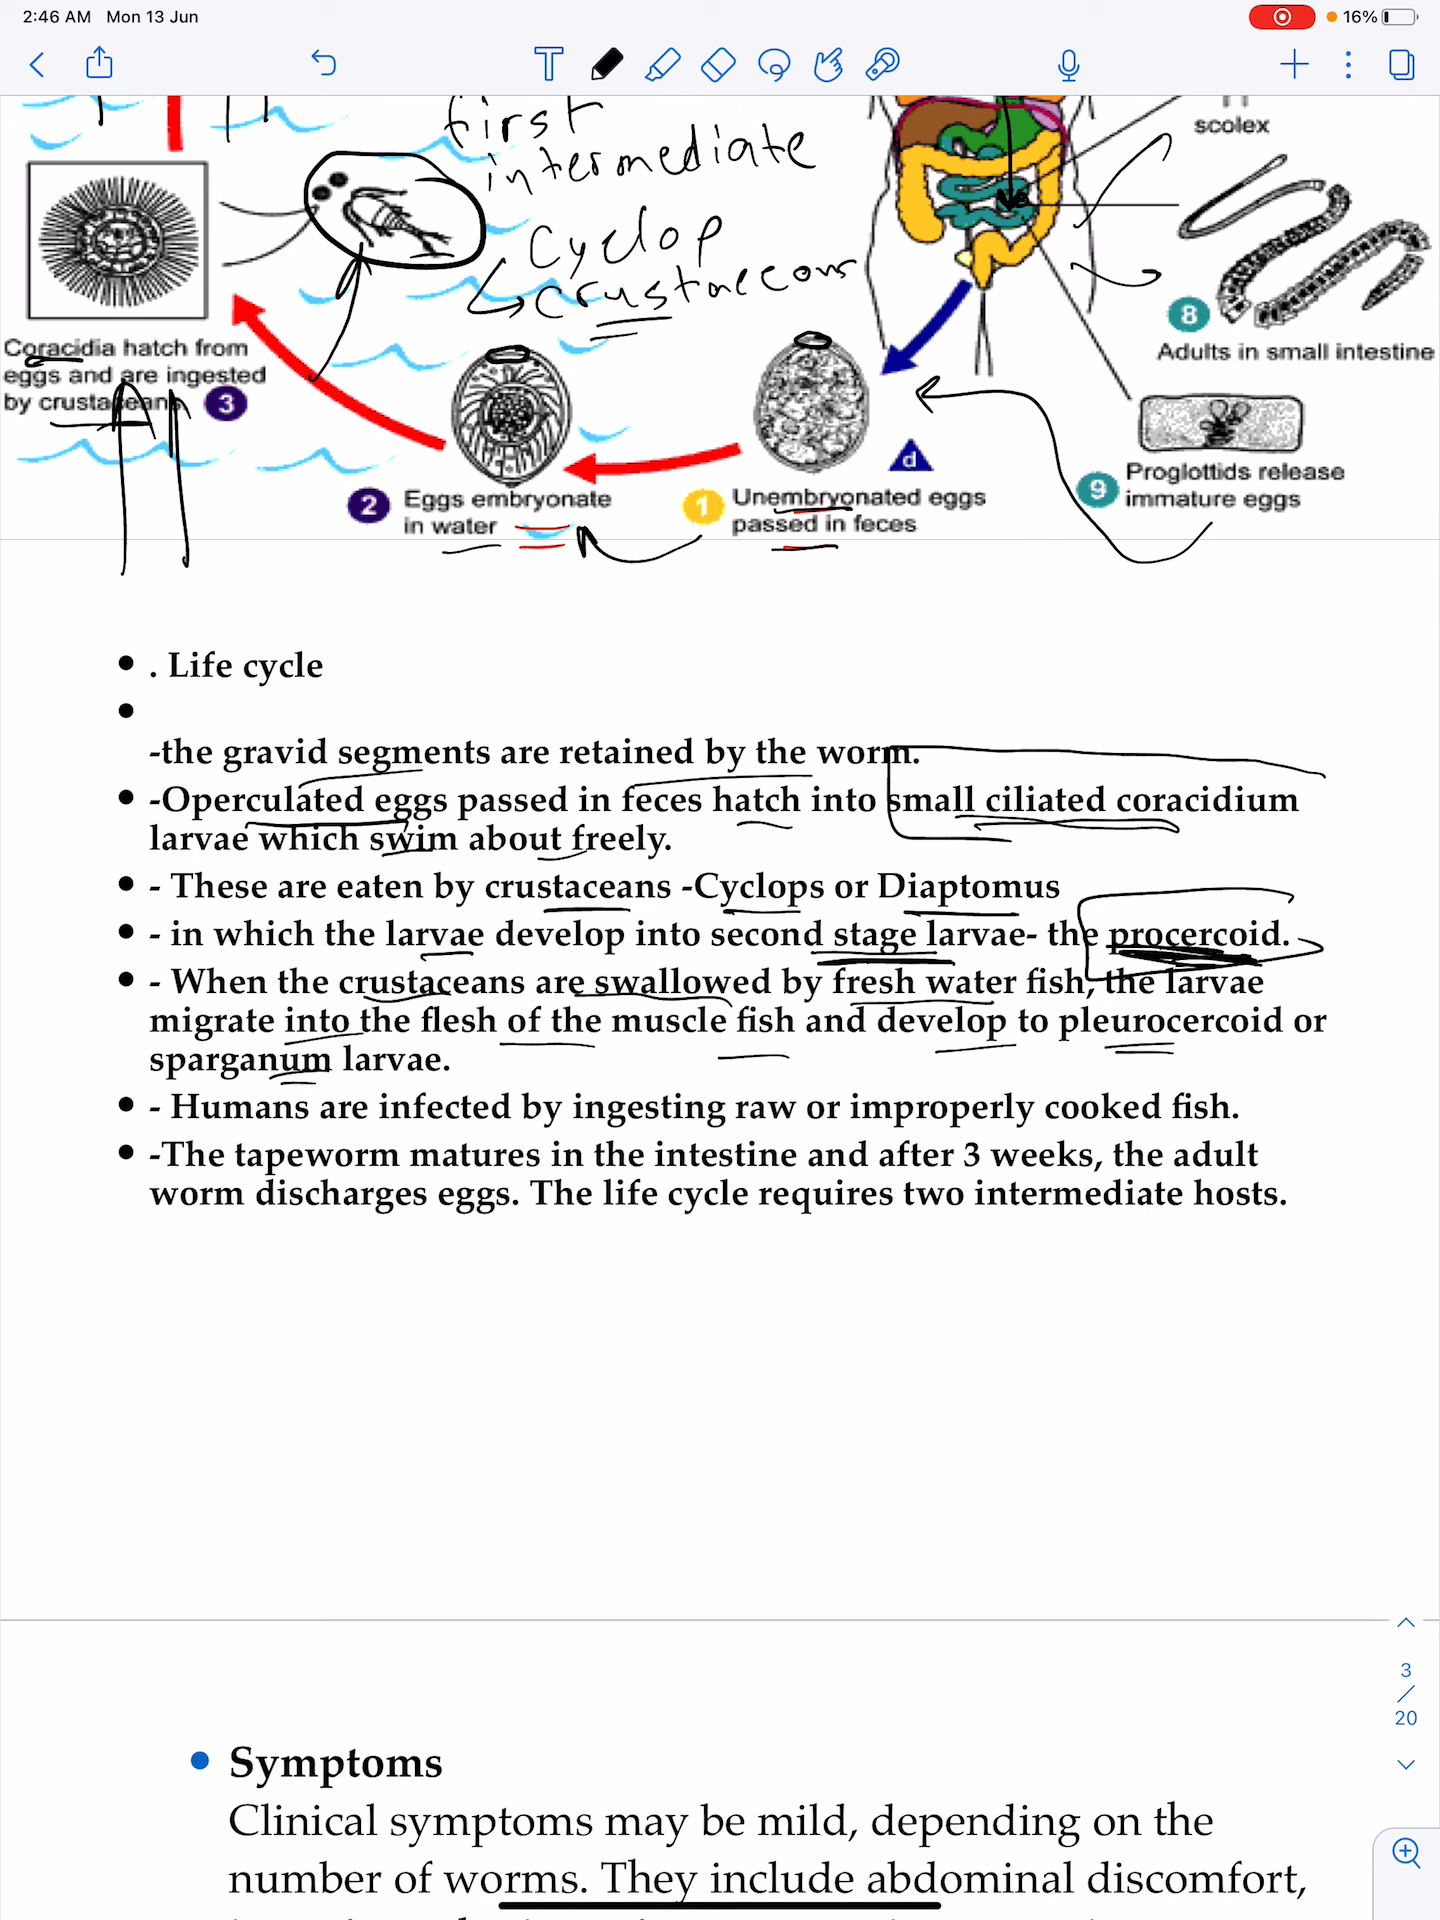 2:46 AM Mon 13 Jun
16%
first
intermediate
scolex
Cyclop
Crustaceans
8
Adults in small intestine
Coracidia hatch from
eggs and are ingested
by crustaceans 3
d
9 Proglottids release
immature eggs
2 Eggs embryonate
in water
1 Unembryonated eggs
passed in feces
• . Life cycle
•
-the gravid segments are retained by the worm.
• -Operculated eggs passed in feces hatch into small ciliated coracidium
larvae which swim about freely.
• - These are eaten by crustaceans -Cyclops or Diaptomus
• - in which the larvae develop into second stage larvae- the procercoid.
• - When the crustaceans are swallowed by fresh water fish, the larvae
migrate into the flesh of the muscle fish and develop to pleurocercoid or
sparganum larvae.
• - Humans are infected by ingesting raw or improperly cooked fish.
• -The tapeworm matures in the intestine and after 3 weeks, the adult
worm discharges eggs. The life cycle requires two intermediate hosts.
3
/
20
• Symptoms
Clinical symptoms may be mild, depending on the
number of worms. They include abdominal discomfort,